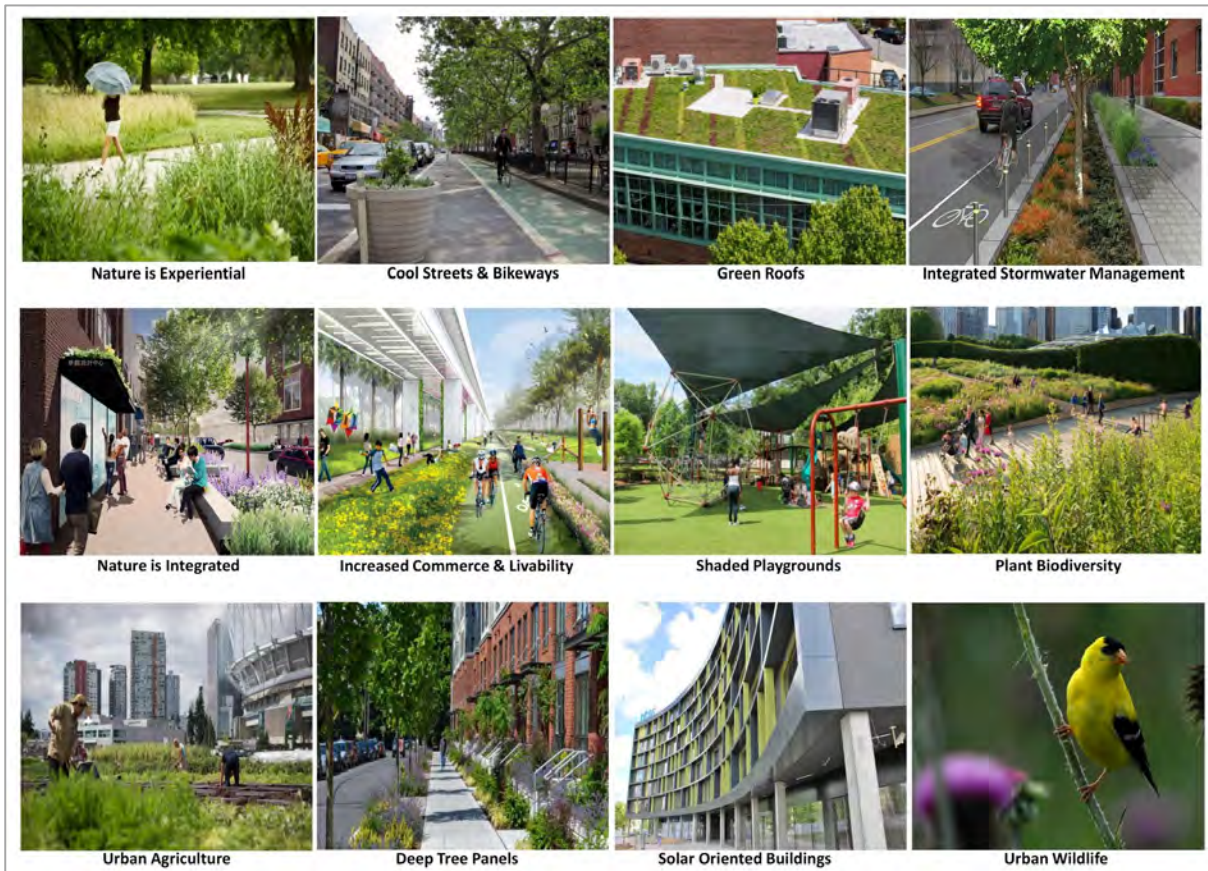 Nature is Experiential
Cool Streets & Bikeways
Green Roofs
Integrated Stormwater Management
Nature is Integrated
Increased Commerce & Livability
Shaded Playgrounds
Plant Biodiversity
Urban Agriculture
Deep Tree Panels
Solar Oriented Buildings
Urban Wildlife